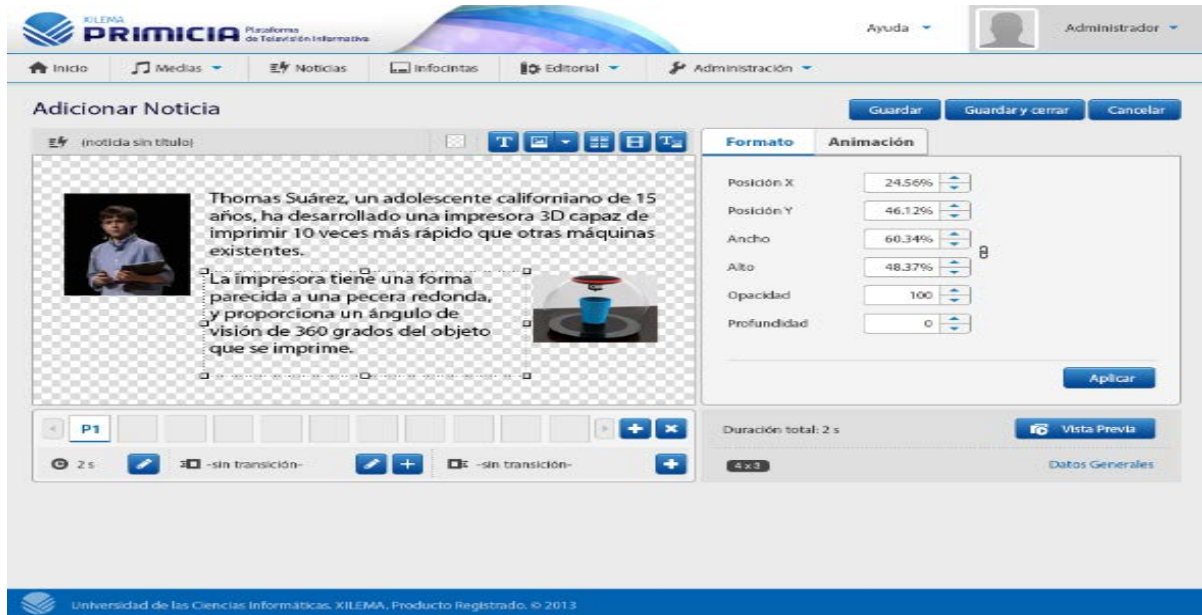 XILEMA
PRIMICIA Plataforma de Televisión Informativa
Ayuda
Administrador
Inicio
Medias
Noticias
Infocintas
Editorial
Administración
Adicionar Noticia
Guardar
Guardar y cerrar
Cancelar
(noticia sin título)
T
T
Formato
Animación
Thomas Suárez, un adolescente californiano de 15
años, ha desarrollado una impresora 3D capaz de
imprimir 10 veces más rápido que otras máquinas
existentes.
La impresora tiene una forma
parecida a una pecera redonda,
y proporciona un ángulo de
visión de 360 grados del objeto
que se imprime.
Posición X 24.56%
Posición Y 46.12%
Ancho 60.34%
Alto 48.37%
Opacidad 100
Profundidad 0
Aplicar
P1
2 s
-sin transición-
-sin transición-
Duración total: 2 s
Vista Previa
4 x 3
Datos Generales
Universidad de las Ciencias Informáticas. XILEMA. Producto Registrado. © 2013